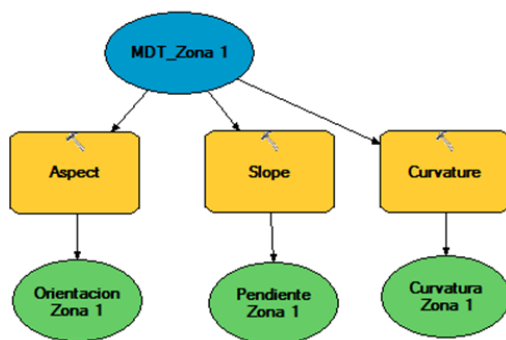 MDT_Zona 1
Aspect
Slope
Curvature
Orientacion
Zona 1
Pendiente
Zona 1
Curvatura
Zona 1